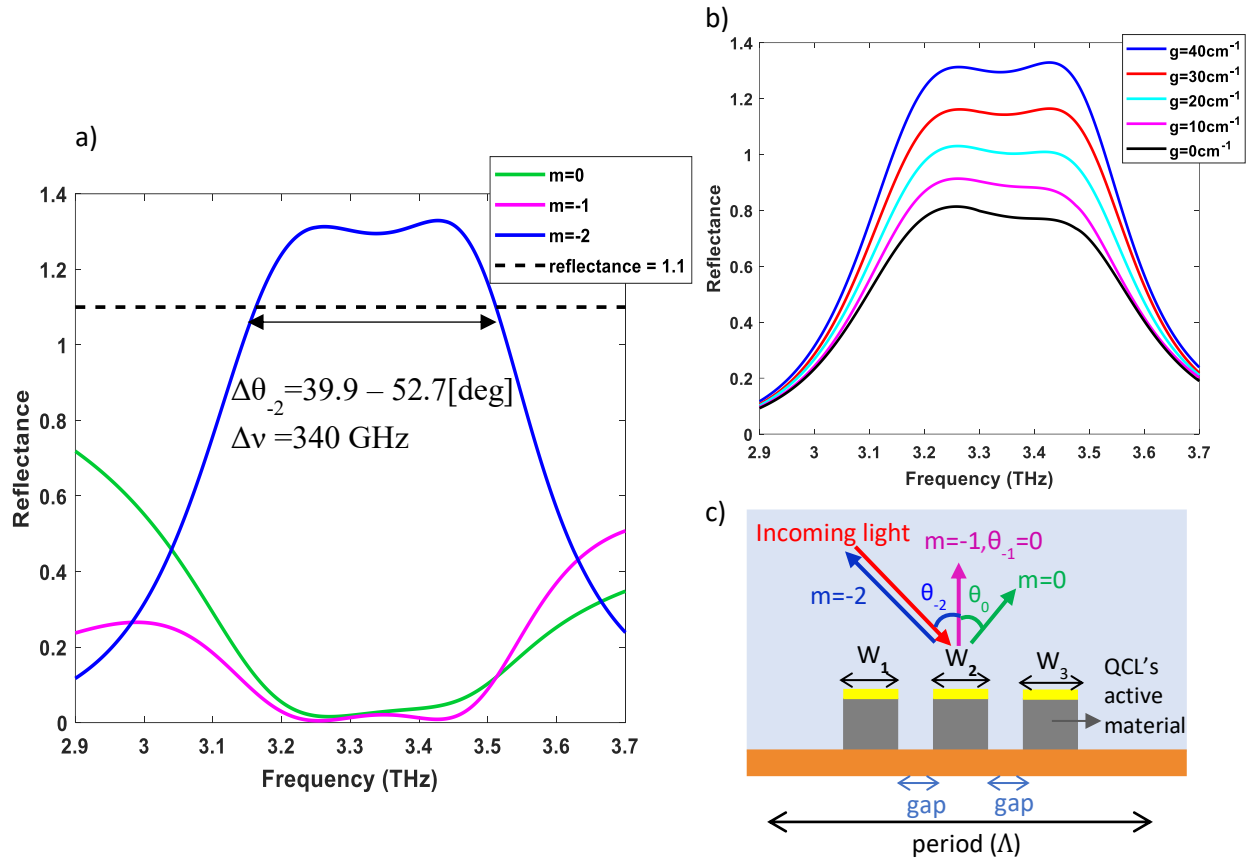 a)
m=0
m=-1
m=-2
reflectance = 1.1
1.4
1.2
1
0.8
0.6
0.4
0.2
0
Reflectance
Δθ-2=39.9 – 52.7[deg]
Δν =340 GHz
2.9 3 3.1 3.2 3.3 3.4 3.5 3.6 3.7
Frequency (THz)
b)
g=40cm-1
g=30cm-1
g=20cm-1
g=10cm-1
g=0cm-1
1.4
1.2
1
0.8
0.6
0.4
0.2
0
Reflectance
2.9 3 3.1 3.2 3.3 3.4 3.5 3.6 3.7
Frequency (THz)
c)
Incoming light
m=-1,θ-1=0
m=0
m=-2
θ-2
θ0
W1
W2
W3
QCL's
active
material
gap
gap
period (Λ)